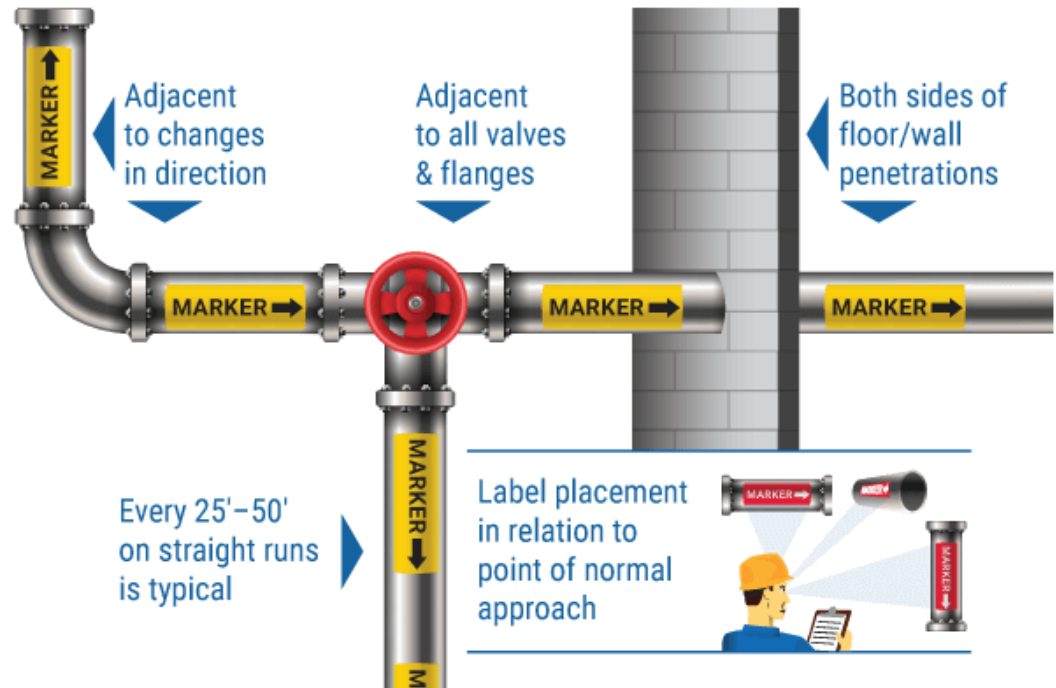 MARKER
Adjacent
to changes
in direction
Adjacent
to all valves
& flanges
Both sides of
floor/wall
penetrations
MARKER
MARKER
MARKER
MARKER
Every 25'–50'
on straight runs
is typical
M
Label placement
in relation to
point of normal
approach
MARKER
MARKER
MARKER